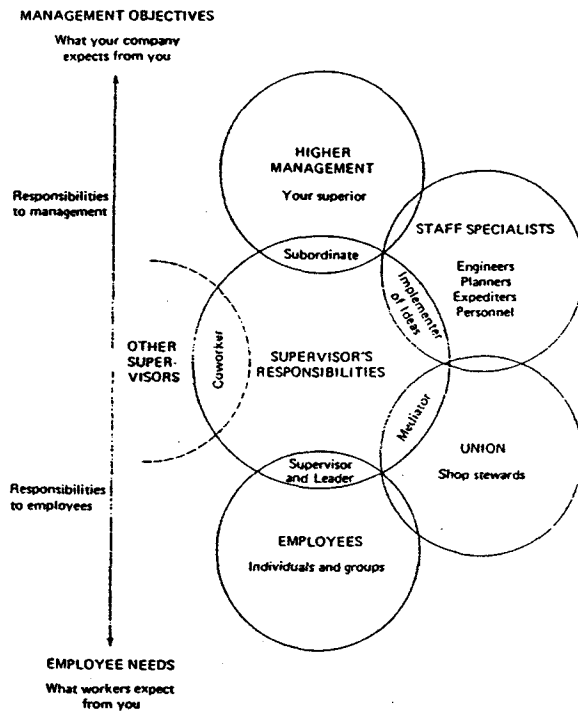 MANAGEMENT OBJECTIVES
What your company
expects from you
HIGHER
MANAGEMENT
Your superior
Responsibilities
to management
STAFF SPECIALISTS
Engineers
Planners
Expediters
Personnel
Subordinate
Implementer
of Ideas
OTHER
SUPER-
VISORS
Coworker
SUPERVISOR'S
RESPONSIBILITIES
Mediator
UNION
Shop stewards
Supervisor
and Leader
Responsibilities
to employees
EMPLOYEES
Individuals and groups
EMPLOYEE NEEDS
What workers expect
from you